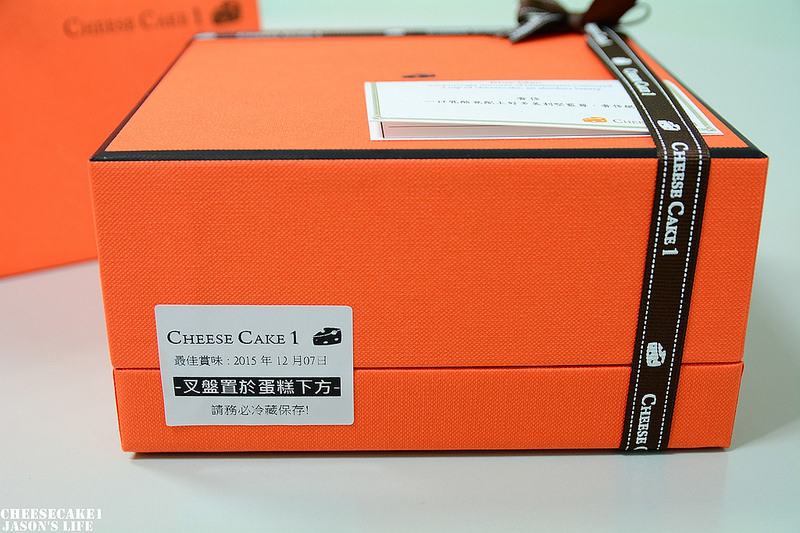 CHEESE CAKE 1
CHEESE CAKE 1
CHEESE CAKE 1
最佳賞味 : 2015 年 12 月07日
-叉盤置於蛋糕下方-
請務必冷藏保存!
CHEESE C
CHEESECAKE1
JASON'S LIFE